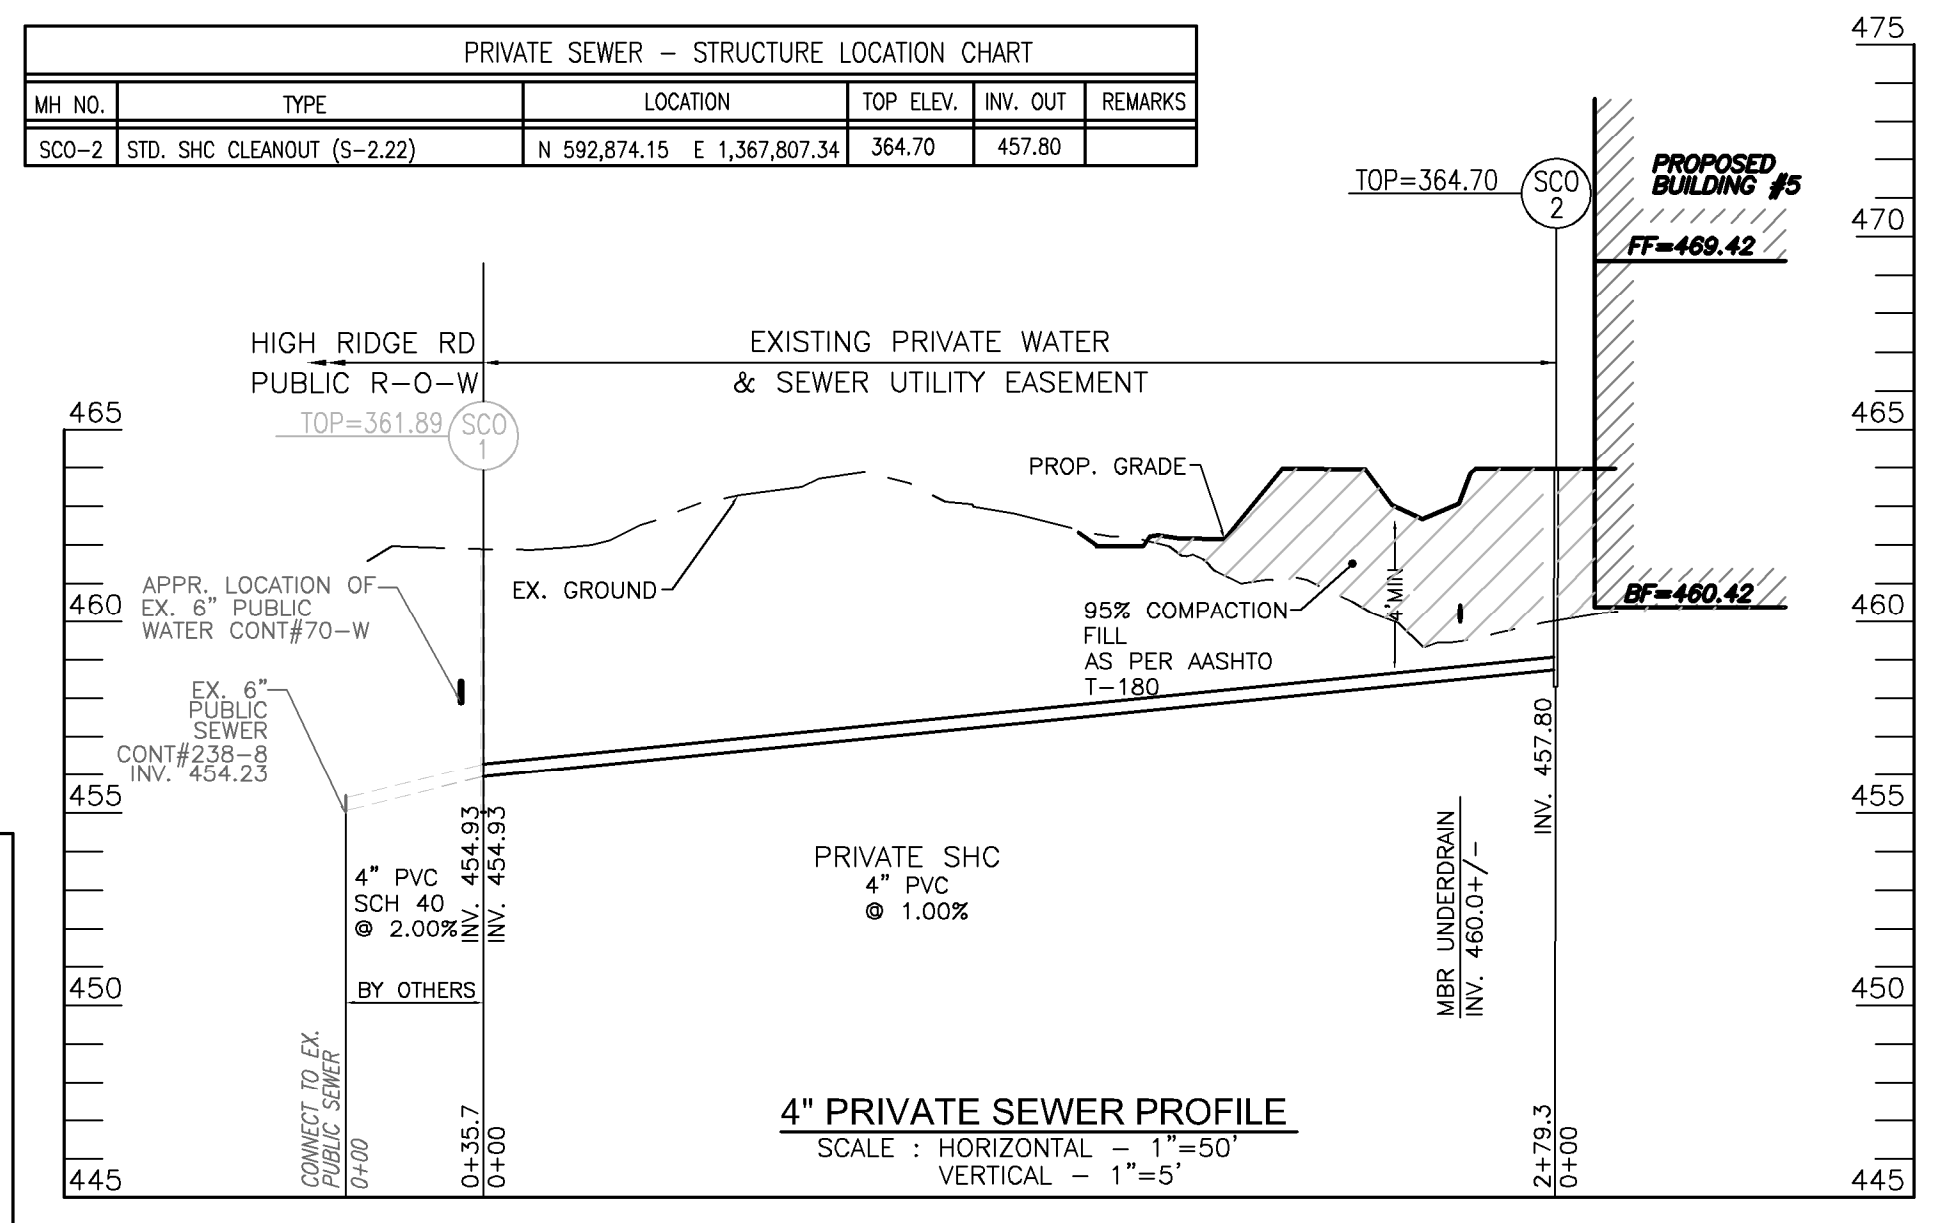 PRIVATE SEWER – STRUCTURE LOCATION CHART
MH NO. TYPE LOCATION TOP ELEV. INV. OUT REMARKS
SCO-2 STD. SHC CLEANOUT (S-2.22) N 592,874.15 E 1,367,807.34 364.70 457.80
475
470
465
460
455
450
445
TOP=364.70
SCO
2
PROPOSED
BUILDING #5
FF=469.42
BF=460.42
HIGH RIDGE RD
PUBLIC R-O-W
EXISTING PRIVATE WATER
& SEWER UTILITY EASEMENT
465
460
455
450
445
TOP=361.89
SCO
1
PROP. GRADE
EX. GROUND
APPR. LOCATION OF
EX. 6" PUBLIC
WATER CONT#70-W
95% COMPACTION
FILL
AS PER AASHTO
T-180
4'MIN
EX. 6"
PUBLIC
SEWER
CONT#238-8
INV. 454.23
INV. 454.93
INV. 454.93
INV. 457.80
4" PVC
SCH 40
@ 2.00%
PRIVATE SHC
4" PVC
@ 1.00%
MBR UNDERDRAIN
INV. 460.0+/-
BY OTHERS
CONNECT TO EX.
PUBLIC SEWER
0+00
0+35.7
0+00
2+79.3
0+00
4" PRIVATE SEWER PROFILE
SCALE : HORIZONTAL – 1"=50'
VERTICAL – 1"=5'